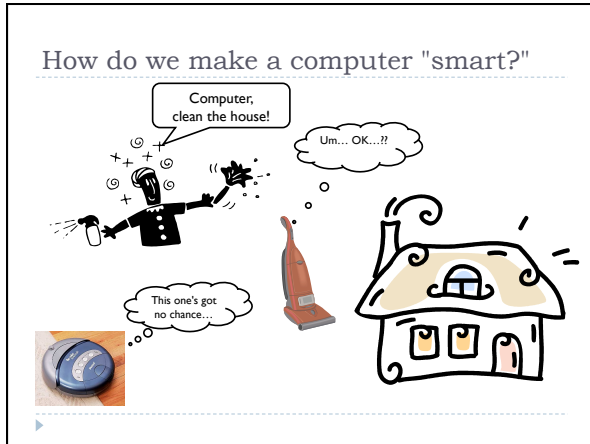 How do we make a computer "smart?"
Computer,
clean the house!
Um... OK...??
This one's got
no chance...